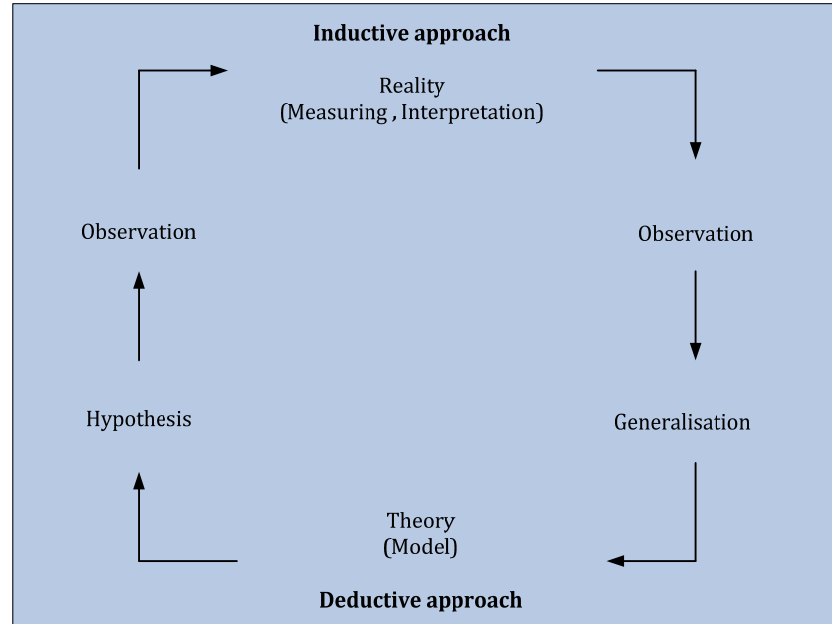 Inductive approach
Reality
(Measuring , Interpretation)
Observation
Observation
Hypothesis
Generalisation
Theory
(Model)
Deductive approach